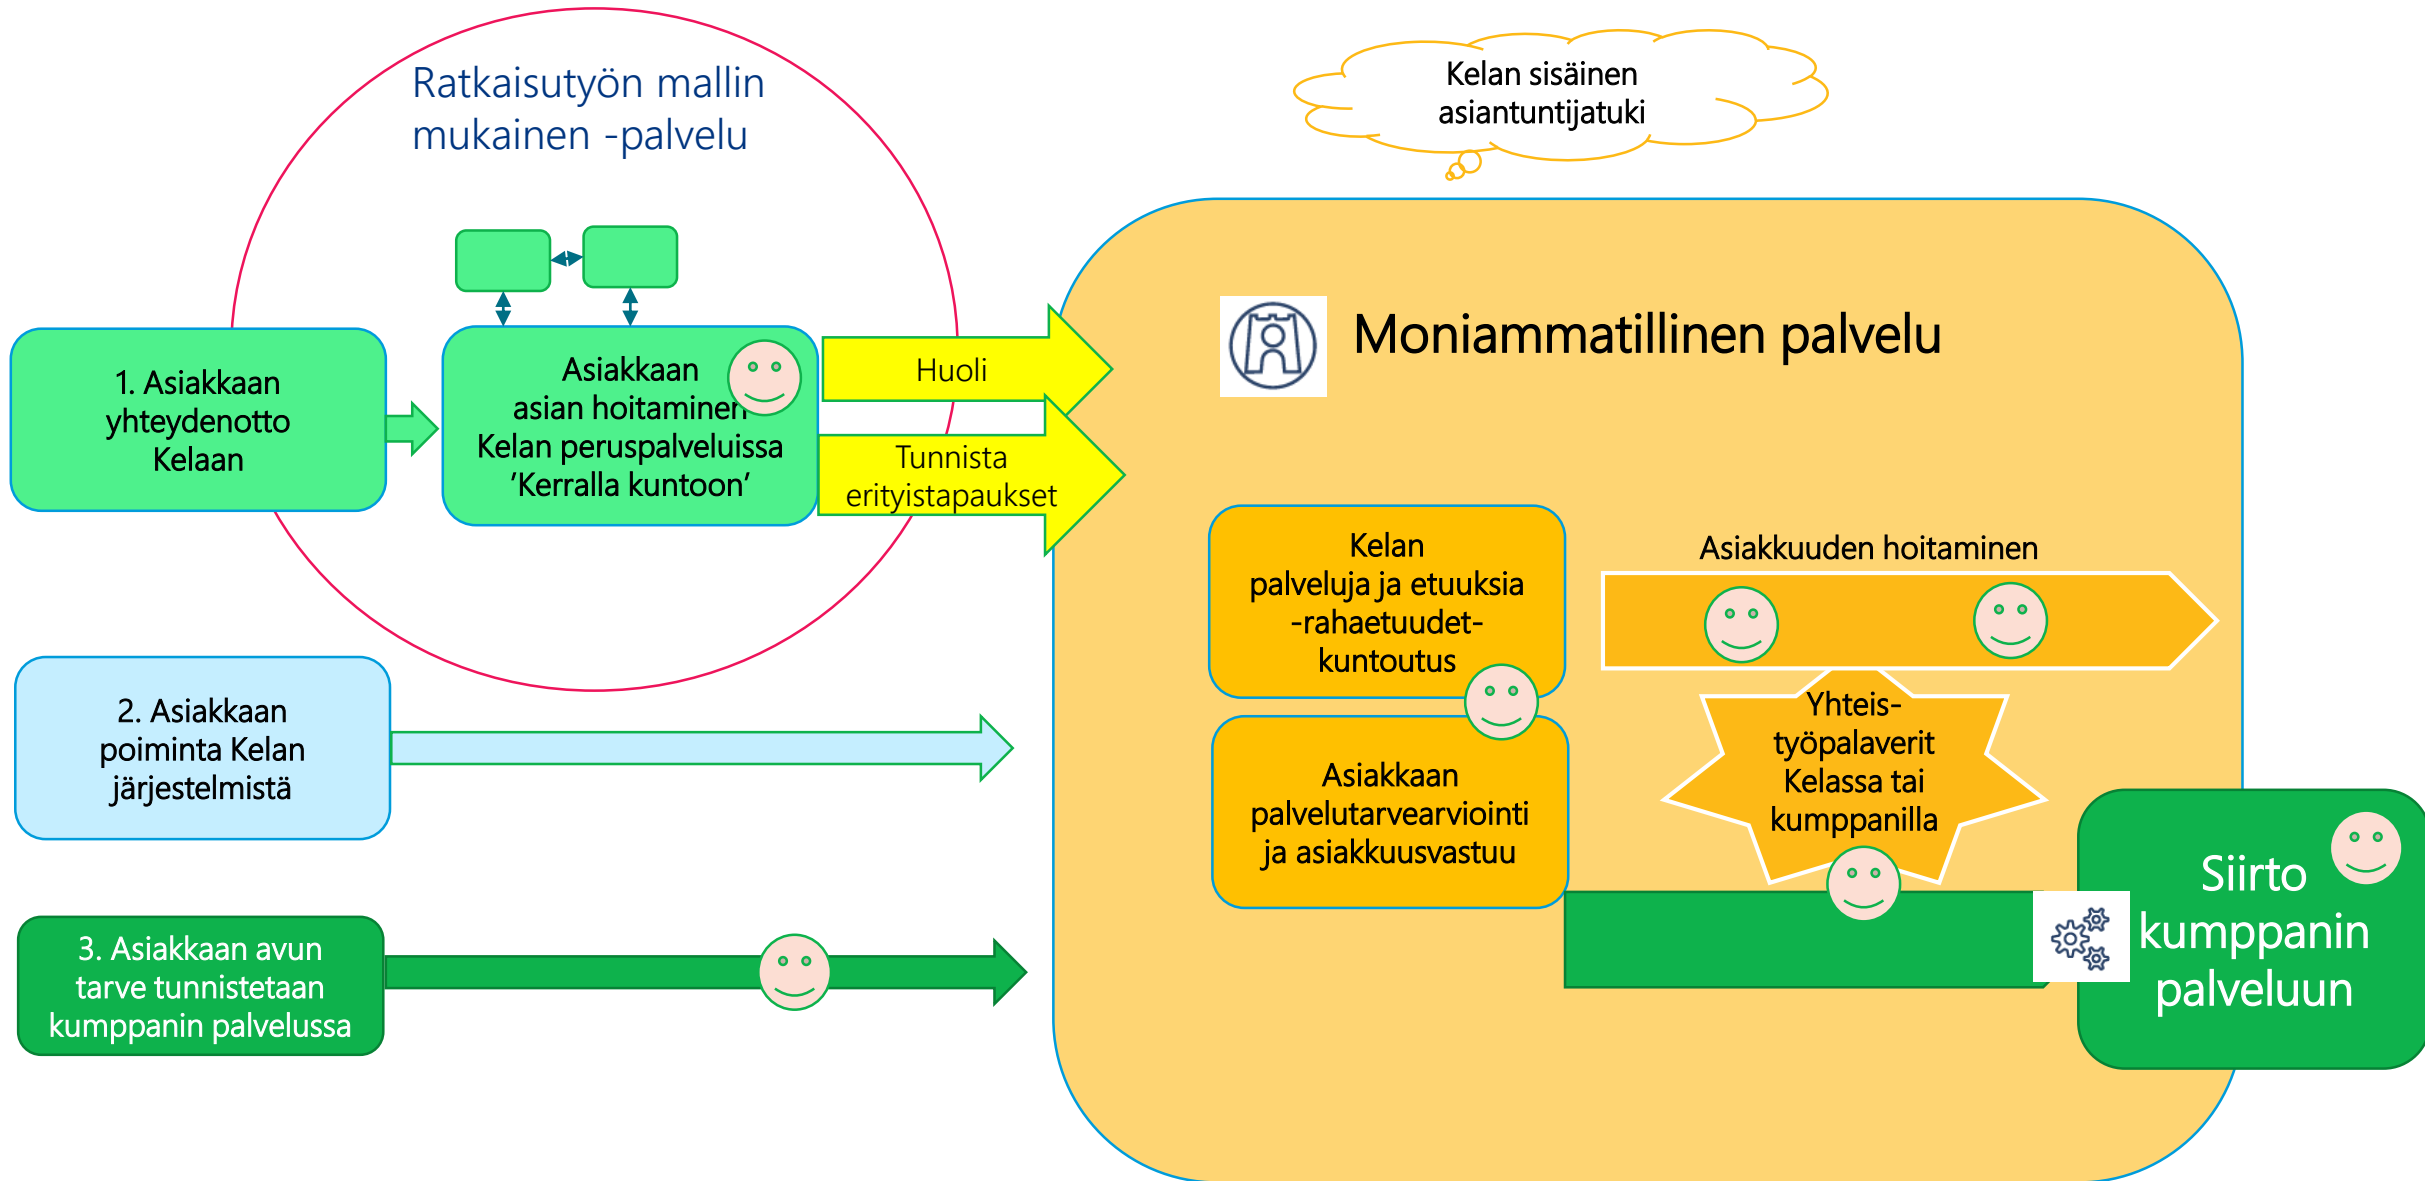 Ratkaisutyön mallin
mukainen -palvelu
Kelan sisäinen
asiantuntijatuki
1. Asiakkaan
yhteydenotto
Kelaan
Asiakkaan
asian hoitaminen
Kelan peruspalveluissa
’Kerralla kuntoon’
Huoli
Tunnista
erityistapaukset
Moniammatillinen palvelu
Kelan
palveluja ja etuuksia
-rahaetuudet-
kuntoutus
Asiakkuuden hoitaminen
2. Asiakkaan
poiminta Kelan
järjestelmistä
Asiakkaan
palvelutarvearviointi
ja asiakkuusvastuu
Yhteis-
työpalaverit
Kelassa tai
kumppanilla
3. Asiakkaan avun
tarve tunnistetaan
kumppanin palvelussa
Siirto
kumppanin
palveluun